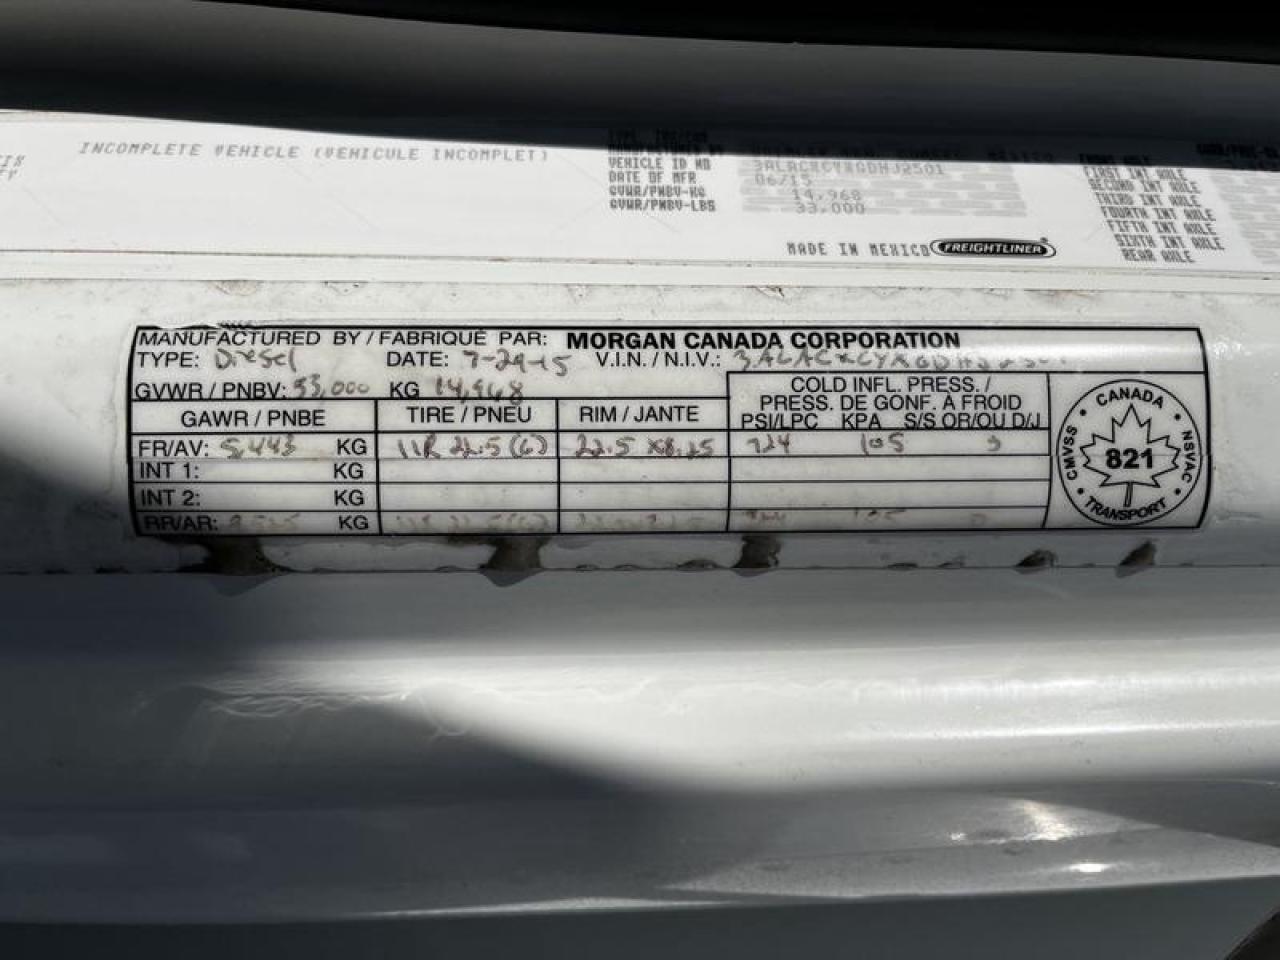 INCOMPLETE VEHICLE (VEHICULE INCOMPLET)
VEHICLE ID NO
DATE OF MFR 06/15
GVWR/PNBV-KG 14,968
GVWR/PNBV-LBS 33,000
MADE IN MEXICO FREIGHTLINER
FIRST INT AXLE
SECOND INT AXLE
THIRD INT AXLE
FOURTH INT AXLE
FIFTH INT AXLE
SIXTH INT AXLE
REAR AXLE
MANUFACTURED BY / FABRIQUÉ PAR: MORGAN CANADA CORPORATION
TYPE: Diesel DATE: 7-29-15 V.I.N. / N.I.V.:
GVWR / PNBV: 33,000 KG 14,968
GAWR / PNBE TIRE / PNEU RIM / JANTE
COLD INFL. PRESS. /
PRESS. DE GONF. À FROID
PSI/LPC KPA S/S OR/OU D/J
FR/AV: 5,443 KG 11R 22.5 (6) 22.5 x8.25 724 105 S
INT 1: KG
INT 2: KG
RR/AR: KG
CANADA
CMVSS 821 NSVAC
TRANSPORT